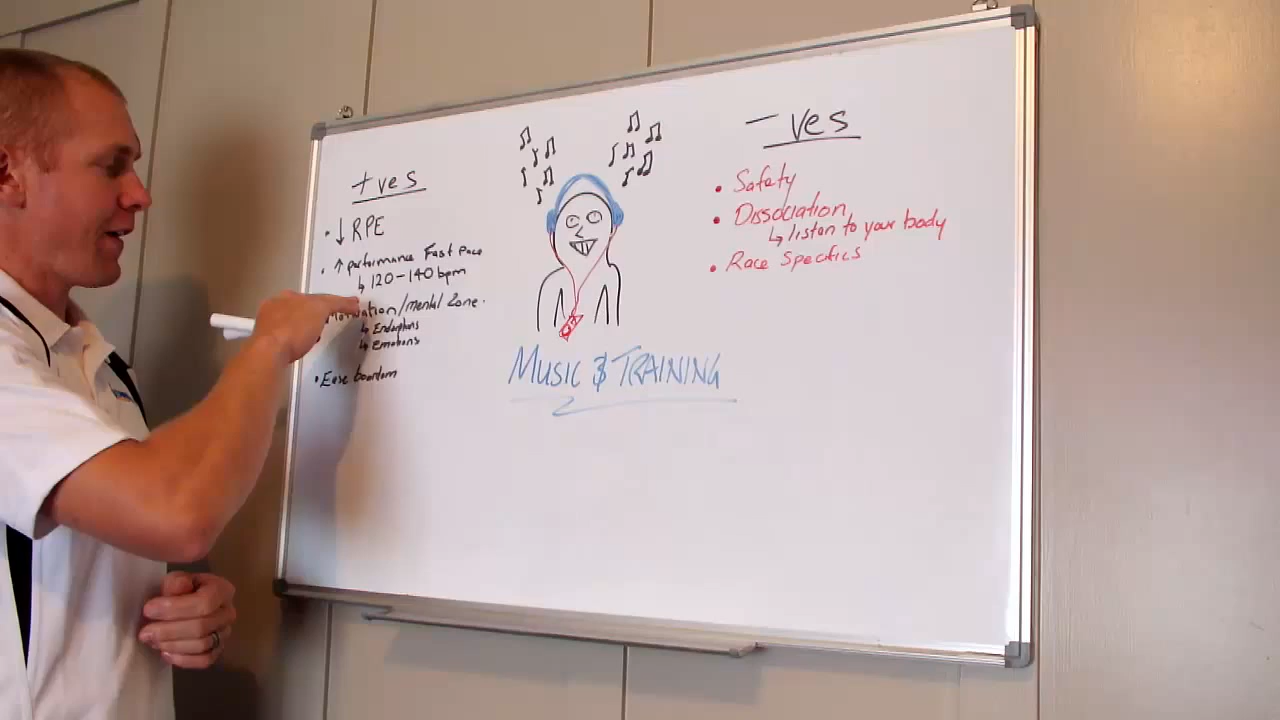 +ves
• ↓ RPE
• ↑ performance Fast Pace
↳ 120-140 bpm
Motivation/Mental Zone.
↳ Endorphins
↳ Emotions
• Ease boardom
MUSIC & TRAINING
-ves
• Safety
• Dissociation
↳ listen to your body
• Race Specifics